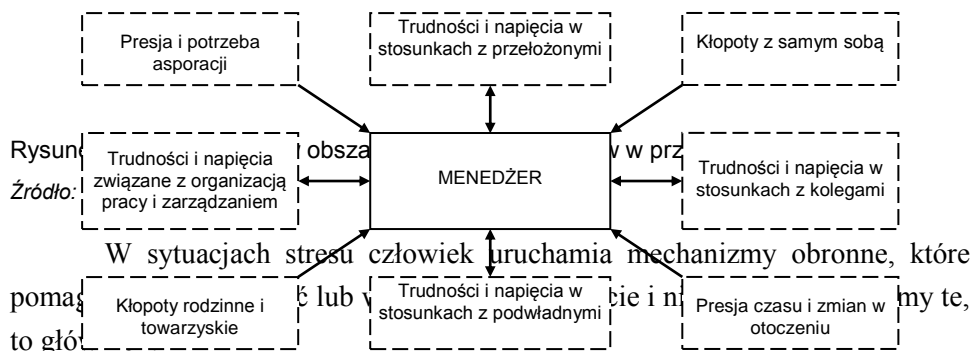 Presja i potrzeba
asporacji
Trudności i napięcia w
stosunkach z przełożonymi
Kłopoty z samym sobą
Rysun
obsza
w prz
Źródło:
Trudności i napięcia
związane z organizacją
pracy i zarządzaniem
MENEDŻER
Trudności i napięcia w
stosunkach z kolegami
W sytuacjach stresu człowiek uruchamia mechanizmy obronne, które
pomag ć lub w cie i ni my te,
to głów
Kłopoty rodzinne i
towarzyskie
Trudności i napięcia w
stosunkach z podwładnymi
Presja czasu i zmian w
otoczeniu